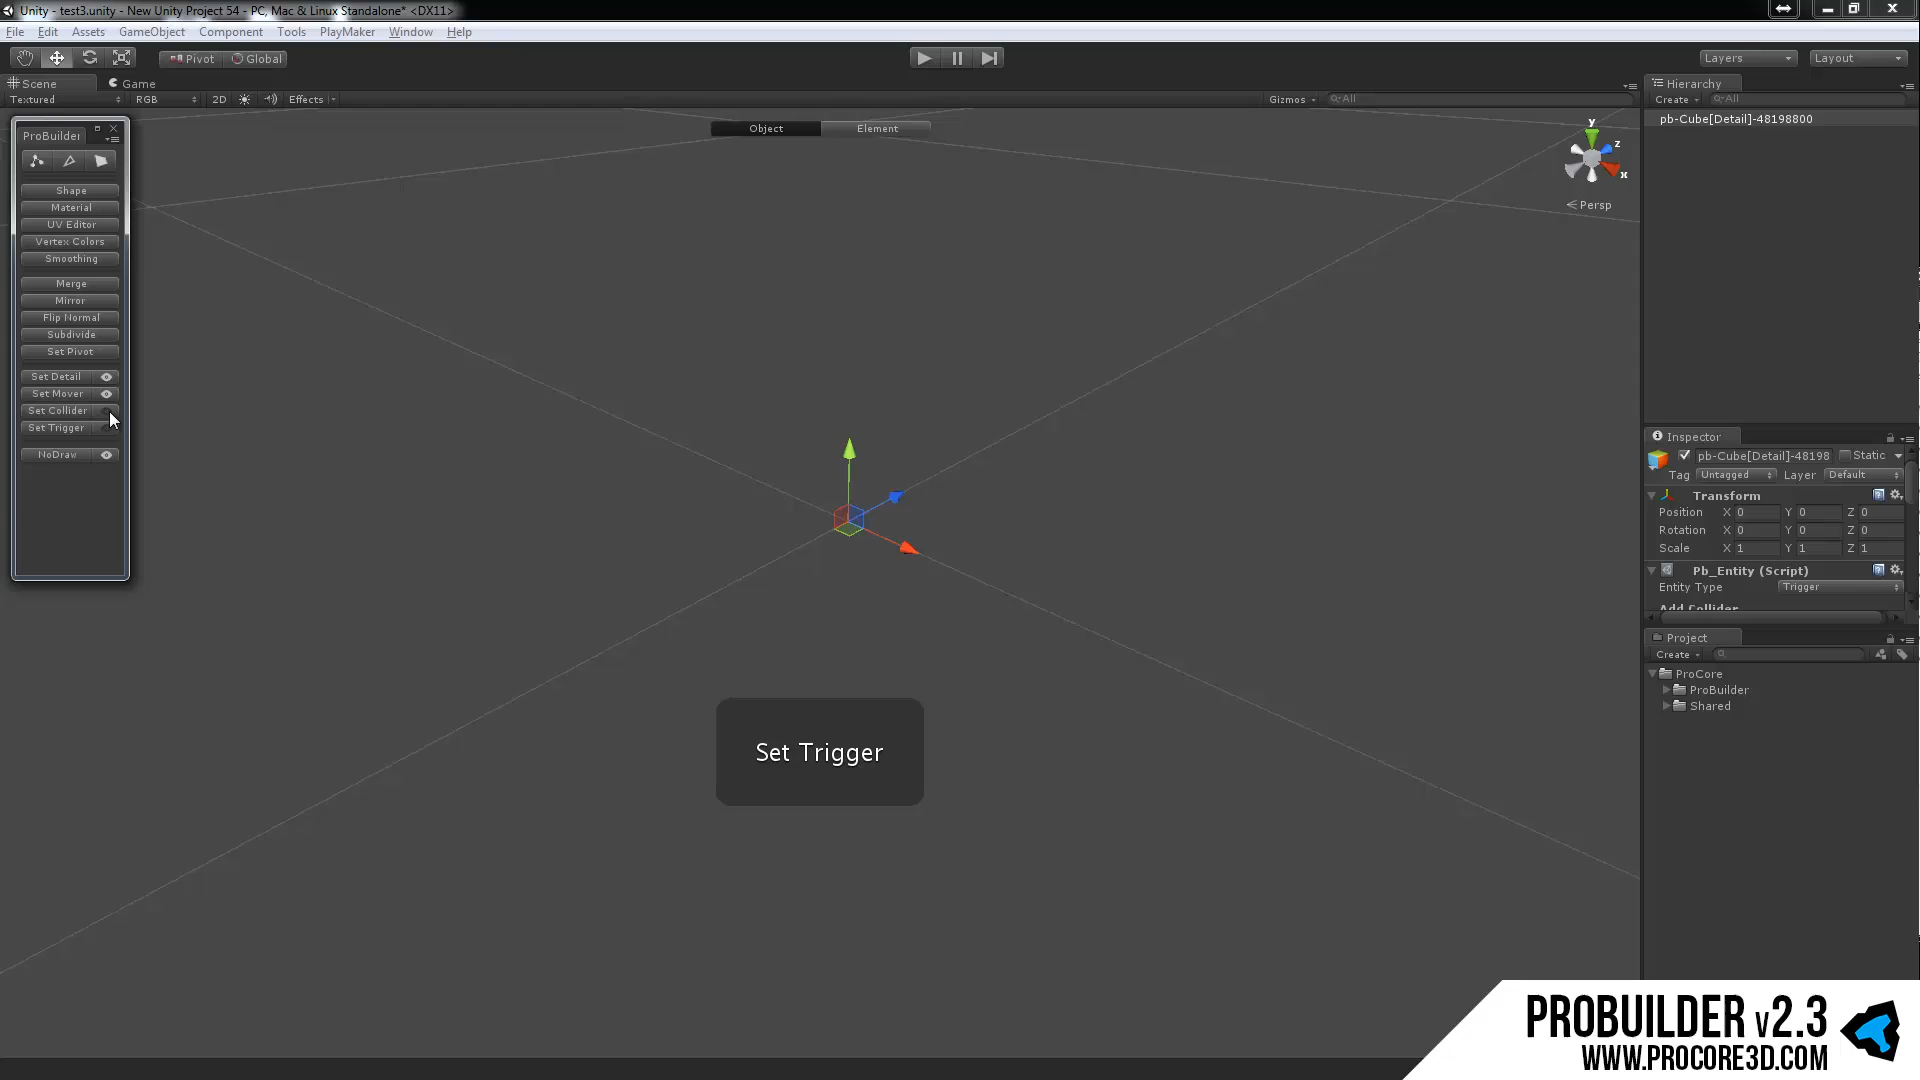 Unity - test3.unity - New Unity Project 54 - PC, Mac & Linux Standalone* <DX11>
File Edit Assets GameObject Component Tools PlayMaker Window Help
Pivot Global
Layers Layout
Scene Game
Textured RGB 2D Effects Gizmos All
Object Element
ProBuilder
Shape
Material
UV Editor
Vertex Colors
Smoothing
Merge
Mirror
Flip Normal
Subdivide
Set Pivot
Set Detail
Set Mover
Set Collider
Set Trigger
NoDraw
y
z
x
Persp
Set Trigger
Hierarchy
Create All
pb-Cube[Detail]-48198800
Inspector
pb-Cube[Detail]-48198 Static
Tag Untagged Layer Default
Transform
Position X 0 Y 0 Z 0
Rotation X 0 Y 0 Z 0
Scale X 1 Y 1 Z 1
Pb_Entity (Script)
Entity Type Trigger
Add Collider
Project
Create
ProCore
ProBuilder
Shared
PROBUILDER v2.3
WWW.PROCORE3D.COM